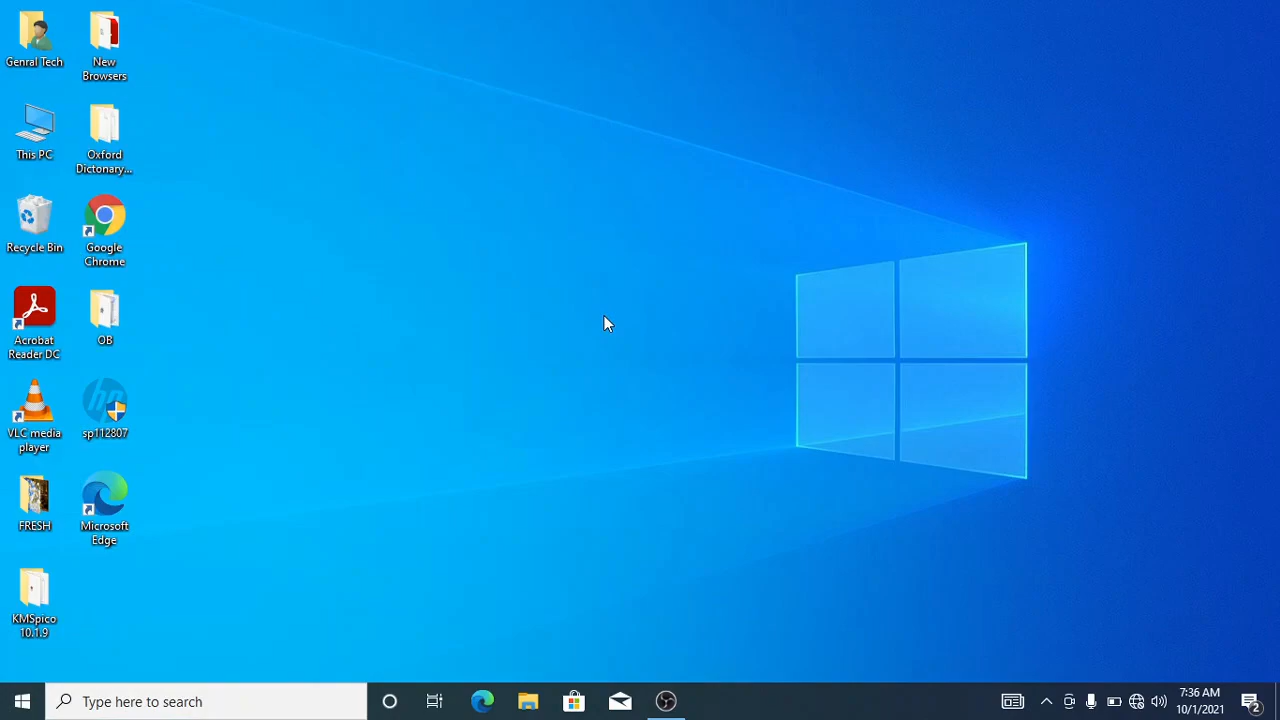 Genral Tech
New
Browsers
This PC
Oxford
Dictonary...
Recycle Bin
Google
Chrome
Acrobat
Reader DC
OB
VLC media
player
hp
sp112807
FRESH
Microsoft
Edge
KMSpico
10.1.9
Type here to search
7:36 AM
10/1/2021
2